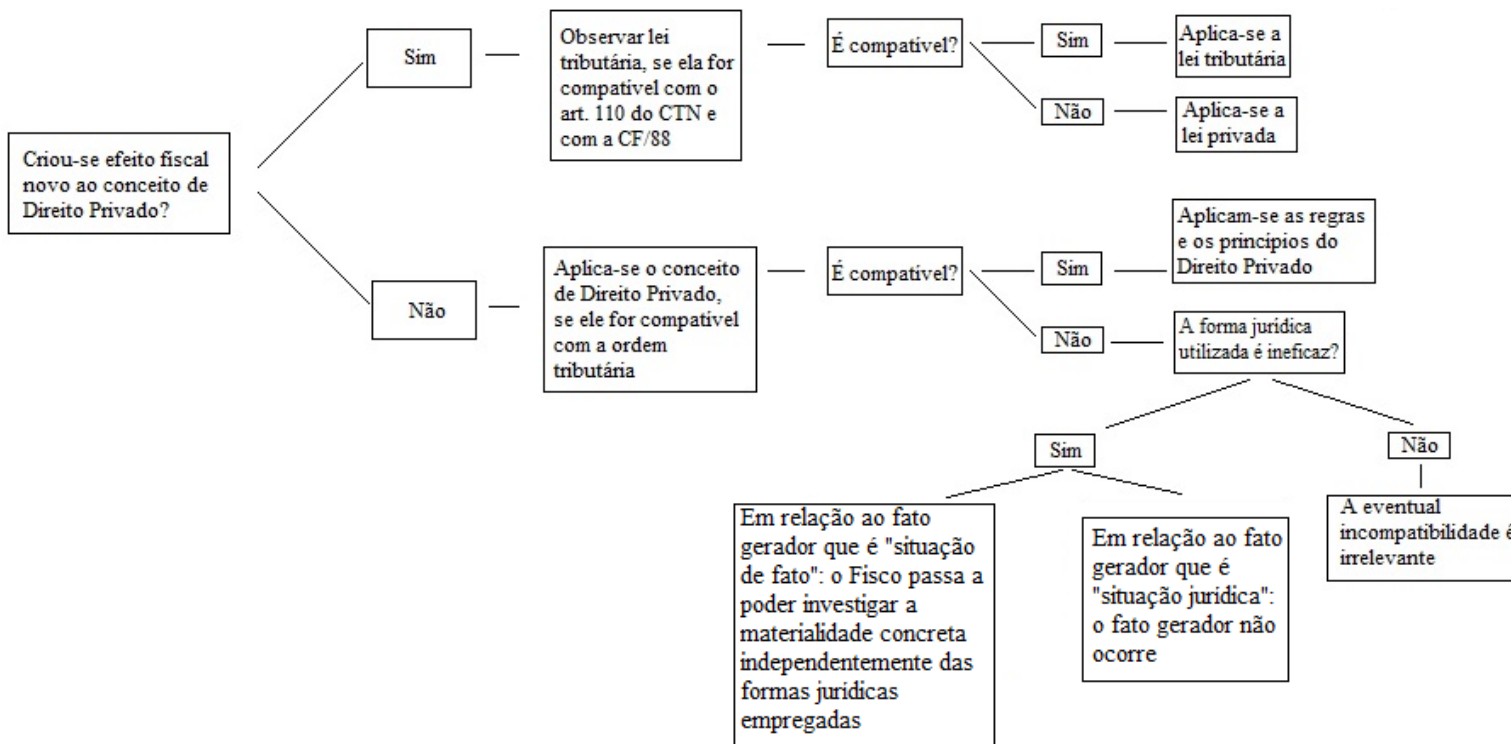 Criou-se efeito fiscal
novo ao conceito de
Direito Privado?
Sim
Observar lei
tributária, se ela for
compatível com o
art. 110 do CTN e
com a CF/88
É compatível?
Sim
Aplica-se a
lei tributária
Não
Aplica-se a
lei privada
Não
Aplica-se o conceito
de Direito Privado,
se ele for compatível
com a ordem
tributária
É compatível?
Sim
Aplicam-se as regras
e os princípios do
Direito Privado
Não
A forma jurídica
utilizada é ineficaz?
Sim
Em relação ao fato
gerador que é "situação
de fato": o Fisco passa a
poder investigar a
materialidade concreta
independentemente das
formas jurídicas
empregadas
Em relação ao fato
gerador que é
"situação jurídica":
o fato gerador não
ocorre
Não
A eventual
incompatibilidade é
irrelevante